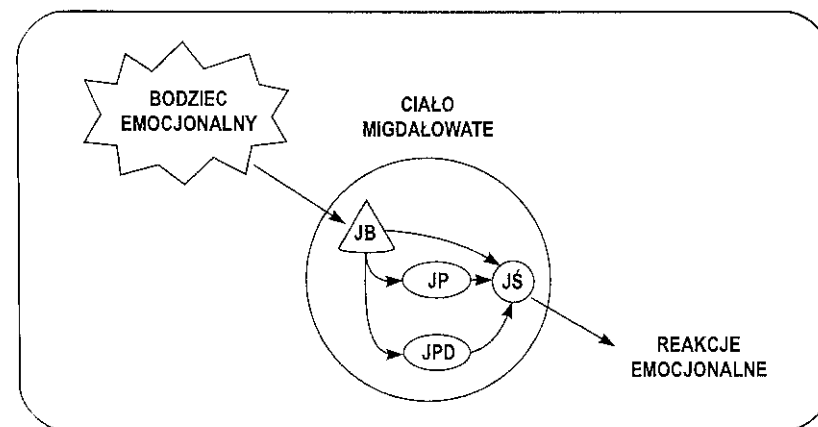 BODZIEC
EMOCJONALNY
CIAŁO
MIGDAŁOWATE
JB
JP
JŚ
JPD
REAKCJE
EMOCJONALNE